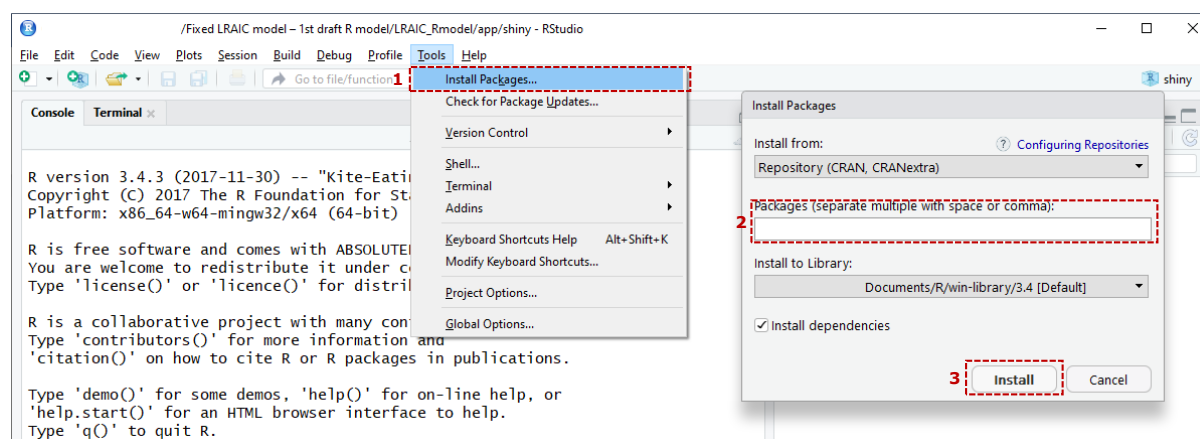 /Fixed LRAIC model – 1st draft R model/LRAIC_Rmodel/app/shiny - RStudio
File Edit Code View Plots Session Build Debug Profile Tools Help
Go to file/function
1
Install Packages...
Check for Package Updates...
Version Control
Shell...
Terminal
Addins
Keyboard Shortcuts Help Alt+Shift+K
Modify Keyboard Shortcuts...
Project Options...
Global Options...
shiny
Console Terminal
R version 3.4.3 (2017-11-30) -- "Kite-Eati
Copyright (C) 2017 The R Foundation for Sta
Platform: x86_64-w64-mingw32/x64 (64-bit)
R is free software and comes with ABSOLUTE
You are welcome to redistribute it under c
Type 'license()' or 'licence()' for distri
R is a collaborative project with many con
Type 'contributors()' for more information and
'citation()' on how to cite R or R packages in publications.
Type 'demo()' for some demos, 'help()' for on-line help, or
'help.start()' for an HTML browser interface to help.
Type 'q()' to quit R.
Install Packages
Install from:
? Configuring Repositories
Repository (CRAN, CRANextra)
Packages (separate multiple with space or comma):
2
Install to Library:
Documents/R/win-library/3.4 [Default]
Install dependencies
3
Install
Cancel